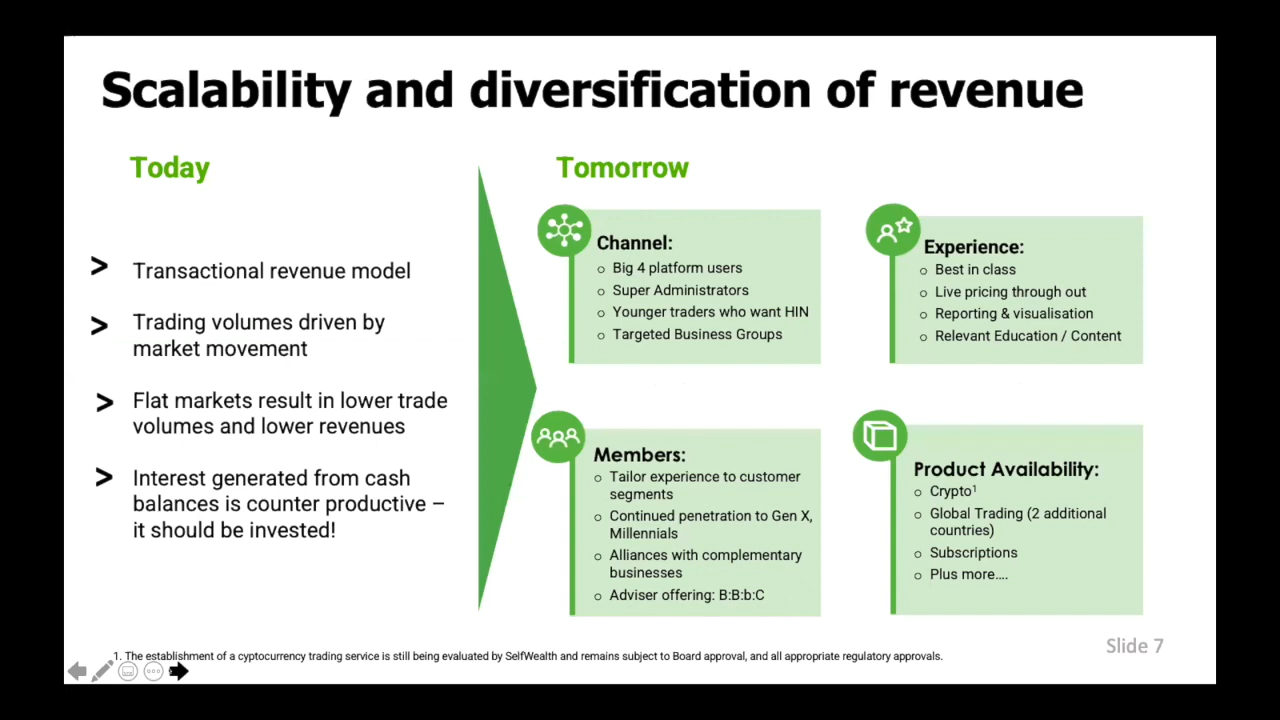 Scalability and diversification of revenue
Today
> Transactional revenue model
> Trading volumes driven by
market movement
> Flat markets result in lower trade
volumes and lower revenues
> Interest generated from cash
balances is counter productive –
it should be invested!
Tomorrow
Channel:
o Big 4 platform users
o Super Administrators
o Younger traders who want HIN
o Targeted Business Groups
Experience:
o Best in class
o Live pricing through out
o Reporting & visualisation
o Relevant Education / Content
Members:
o Tailor experience to customer
segments
o Continued penetration to Gen X,
Millennials
o Alliances with complementary
businesses
o Adviser offering: B:B:b:C
Product Availability:
o Crypto¹
o Global Trading (2 additional
countries)
o Subscriptions
o Plus more....
Slide 7
1. The establishment of a cyptocurrency trading service is still being evaluated by SelfWealth and remains subject to Board approval, and all appropriate regulatory approvals.